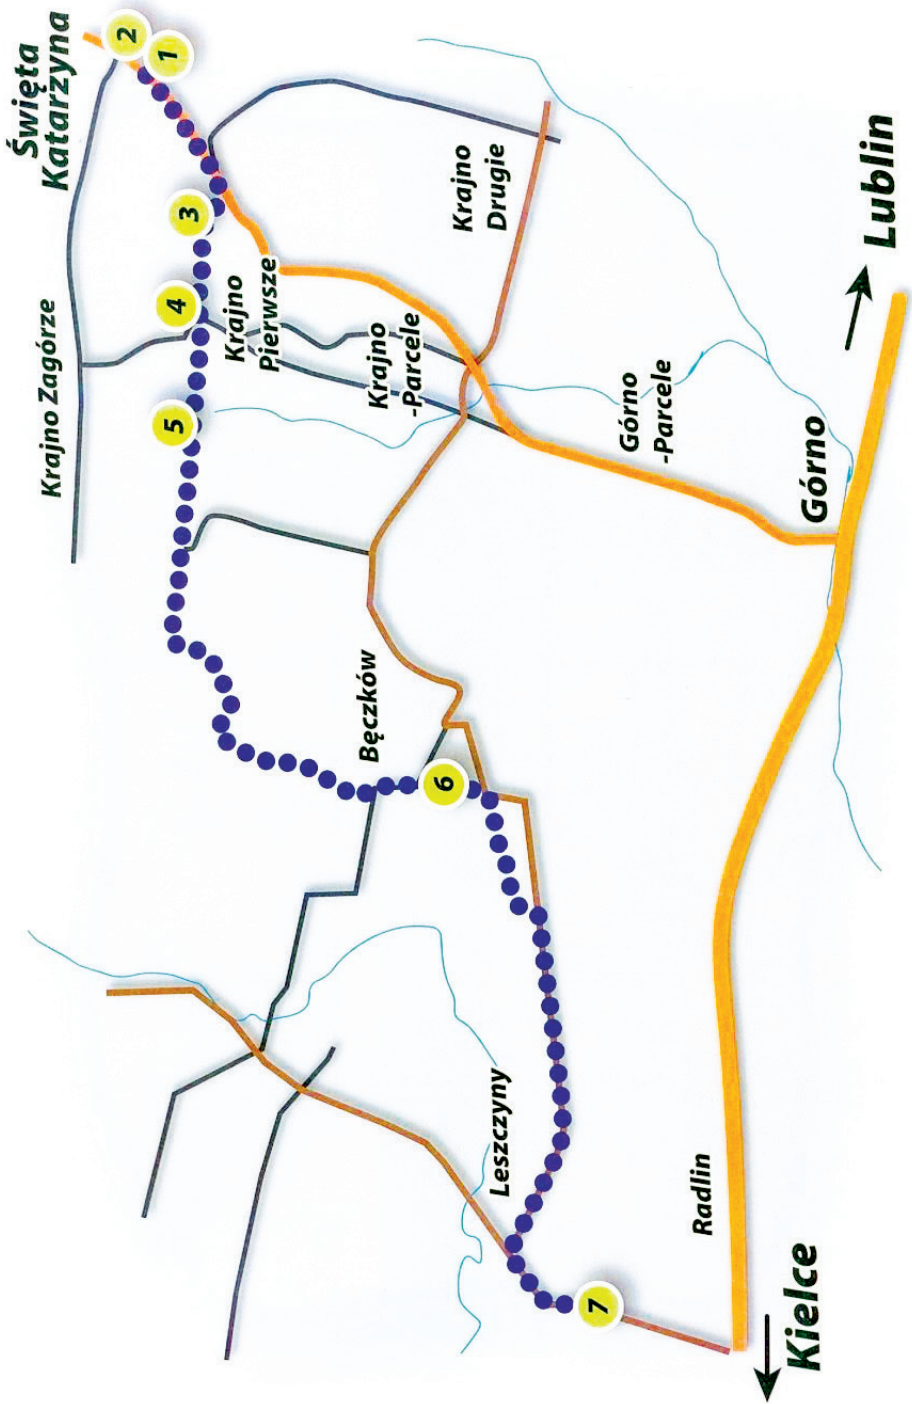 Święta
Katarzyna
2
1
3
4
5
Krajno Zagórze
Krajno
Pierwsze
Krajno
Drugie
Krajno
-Parcele
Górno
-Parcele
Bęczków
6
Górno
Lublin
Leszczyny
7
Radlin
Kielce